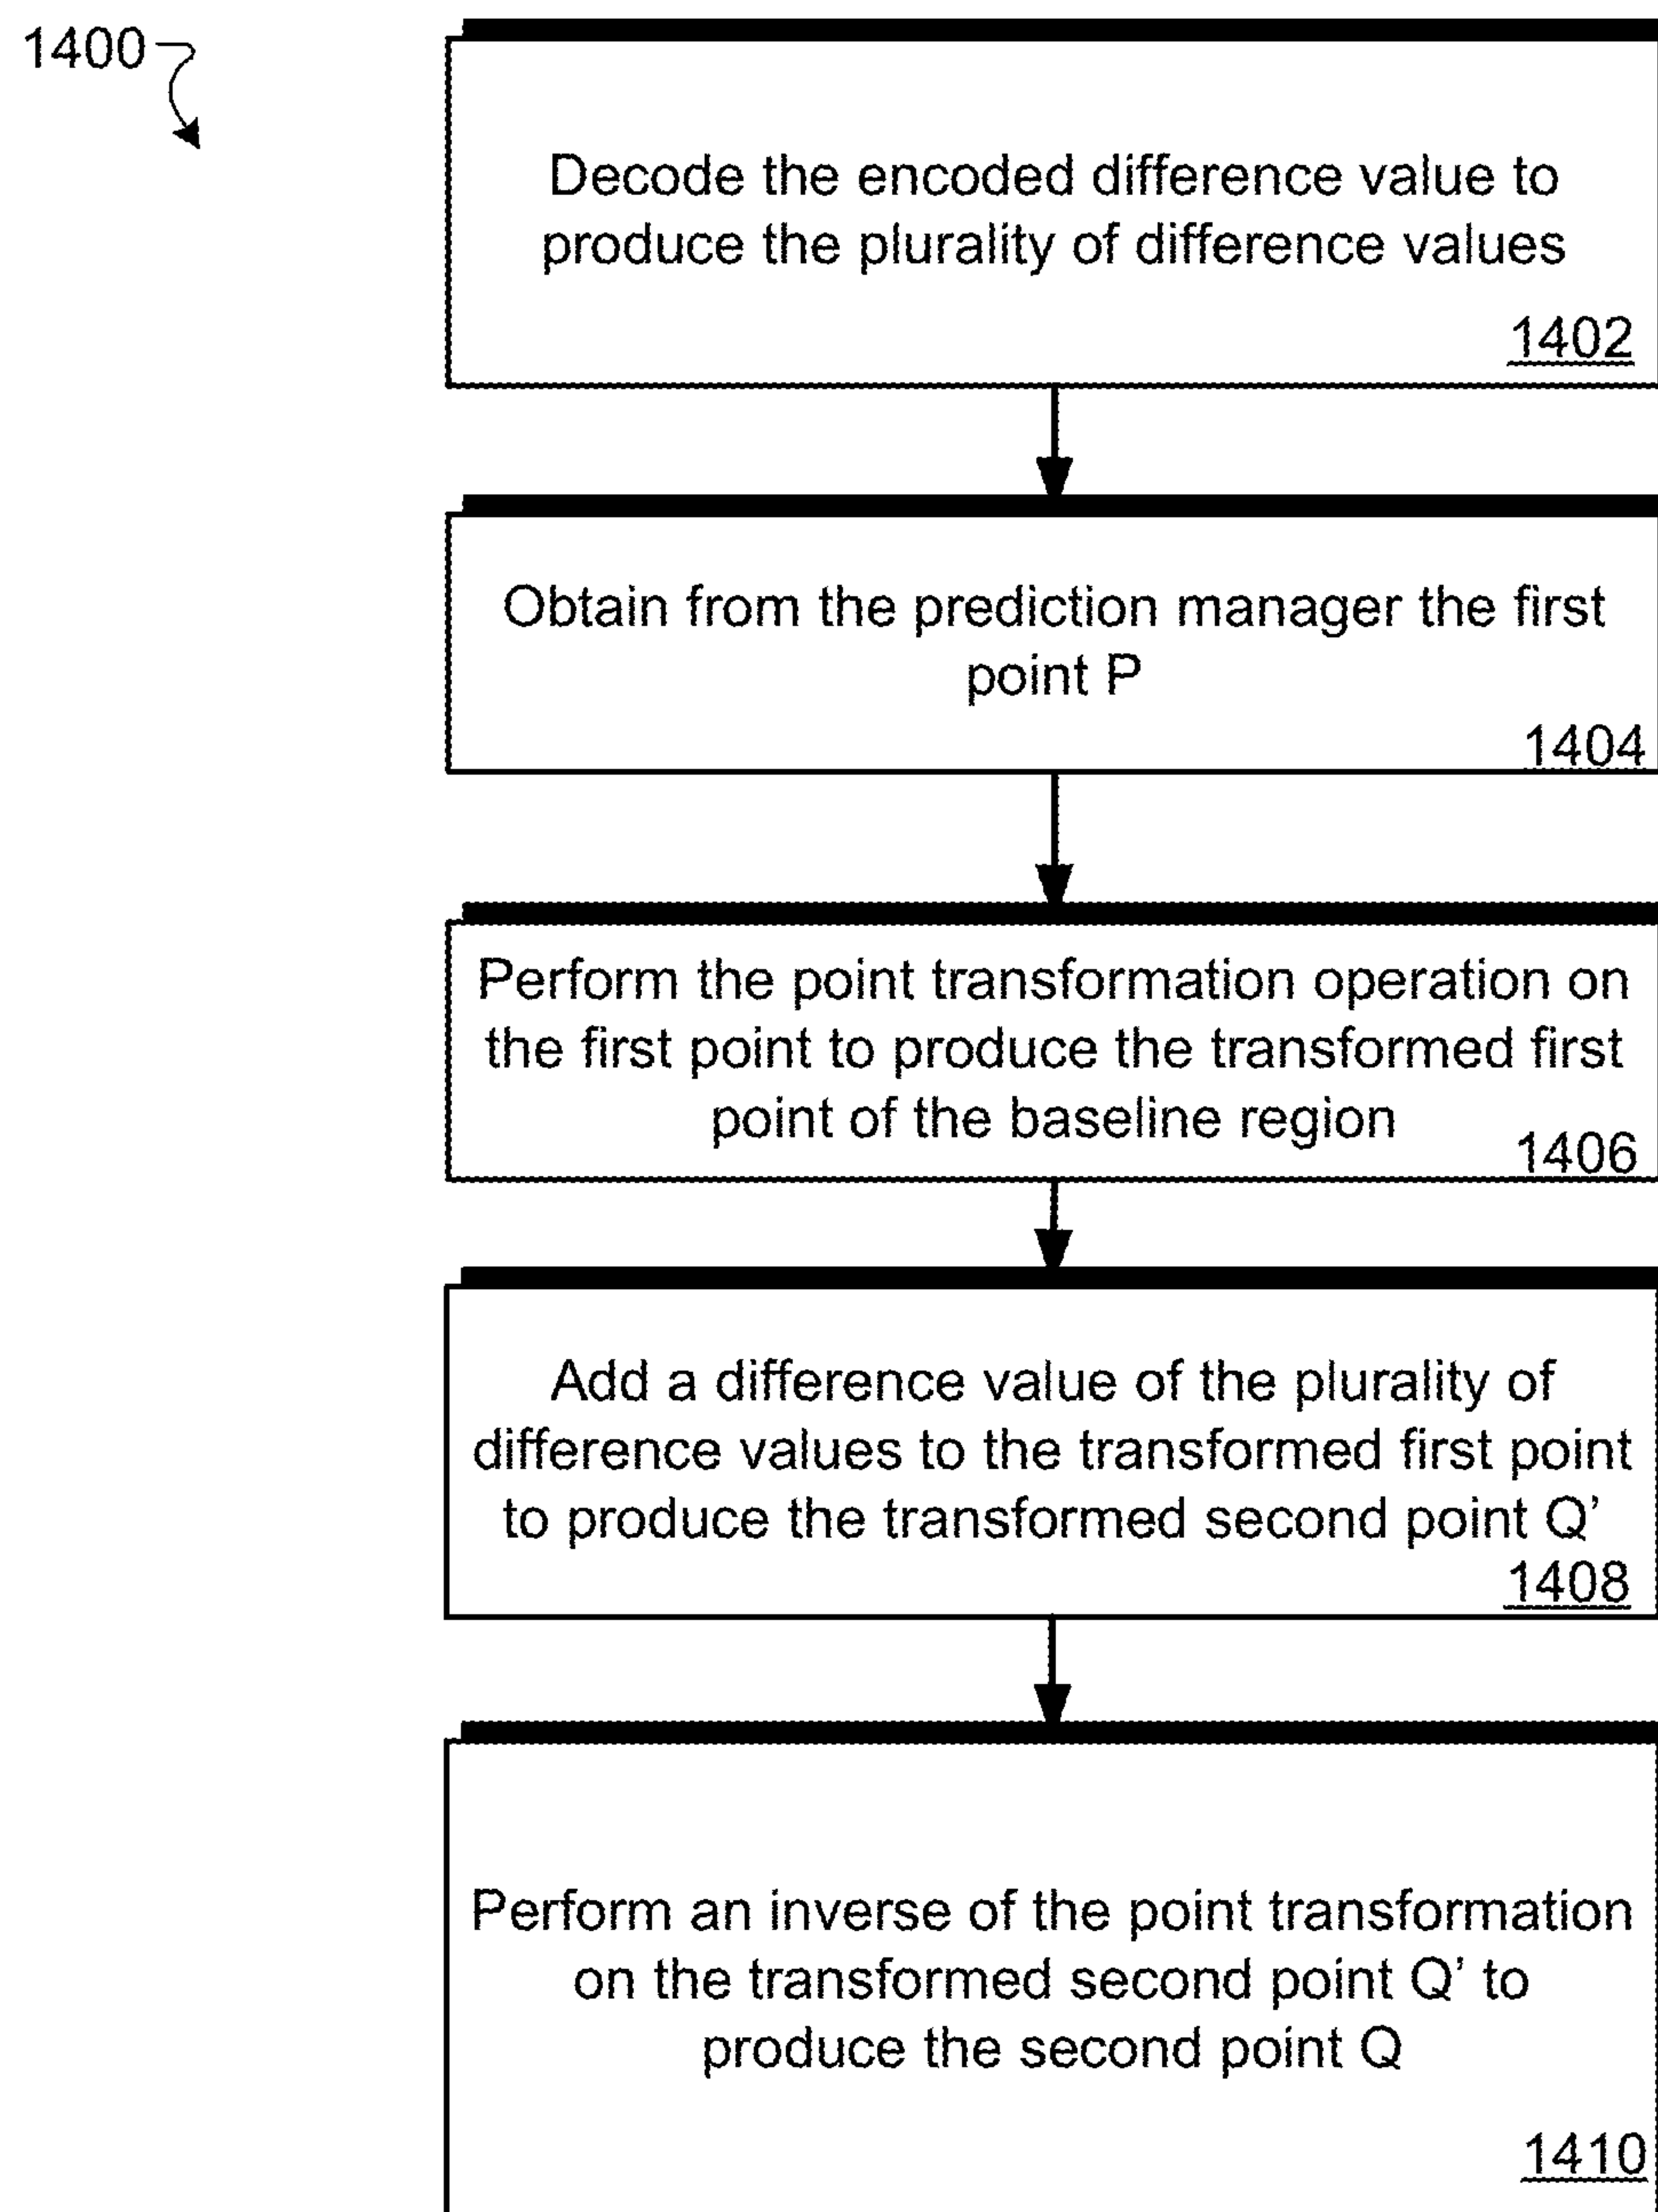 1400
Decode the encoded difference value to
produce the plurality of difference values
1402
Obtain from the prediction manager the first
point P
1404
Perform the point transformation operation on
the first point to produce the transformed first
point of the baseline region
1406
Add a difference value of the plurality of
difference values to the transformed first point
to produce the transformed second point Q’
1408
Perform an inverse of the point transformation
on the transformed second point Q’ to
produce the second point Q
1410